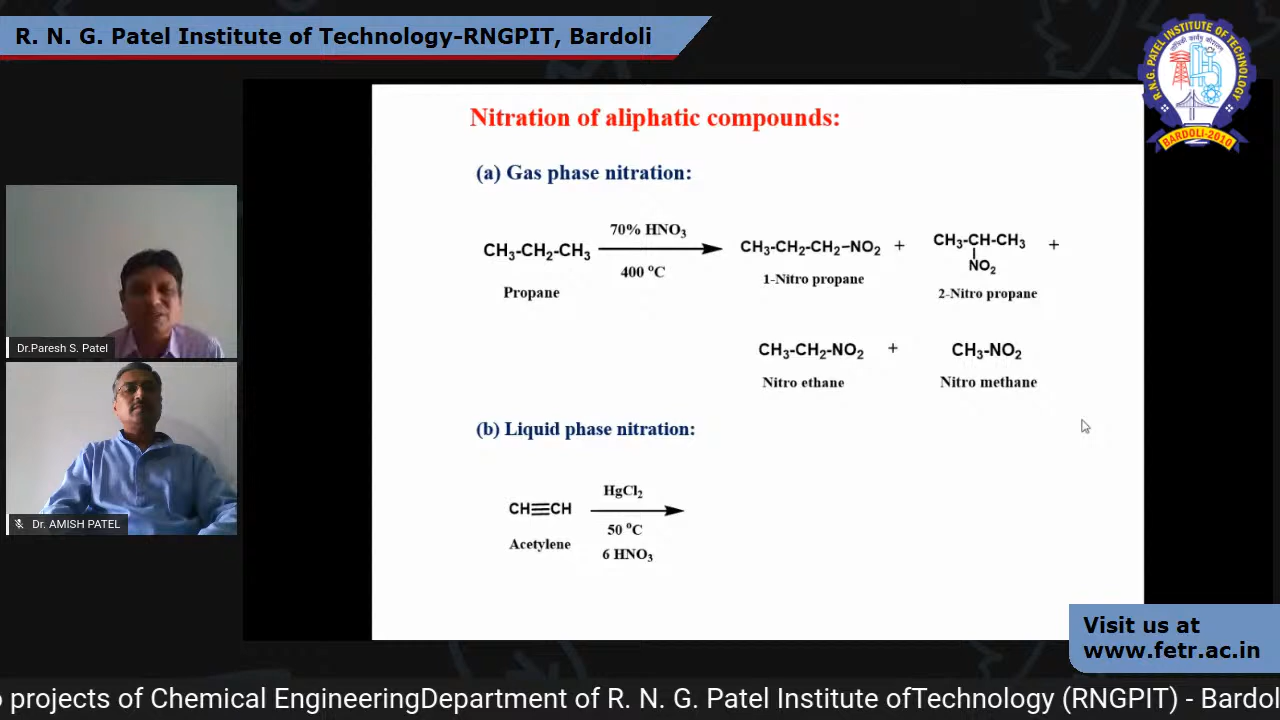 R. N. G. Patel Institute of Technology-RNGPIT, Bardoli
R.N.G. PATEL INSTITUTE OF TECHNOLOGY
BARDOLI-2010
Nitration of aliphatic compounds:
(a) Gas phase nitration:
70% HNO₃
CH₃-CH₂-CH₃
400 °C
Propane
CH₃-CH₂-CH₂-NO₂ +
1-Nitro propane
CH₃-CH-CH₃ +
NO₂
2-Nitro propane
CH₃-CH₂-NO₂ + CH₃-NO₂
Nitro ethane Nitro methane
(b) Liquid phase nitration:
HgCl₂
CH≡CH
50 °C
Acetylene
6 HNO₃
Dr.Paresh S. Patel
Dr. AMISH PATEL
Visit us at
www.fetr.ac.in
projects of Chemical EngineeringDepartment of R. N. G. Patel Institute ofTechnology (RNGPIT) - Bardol